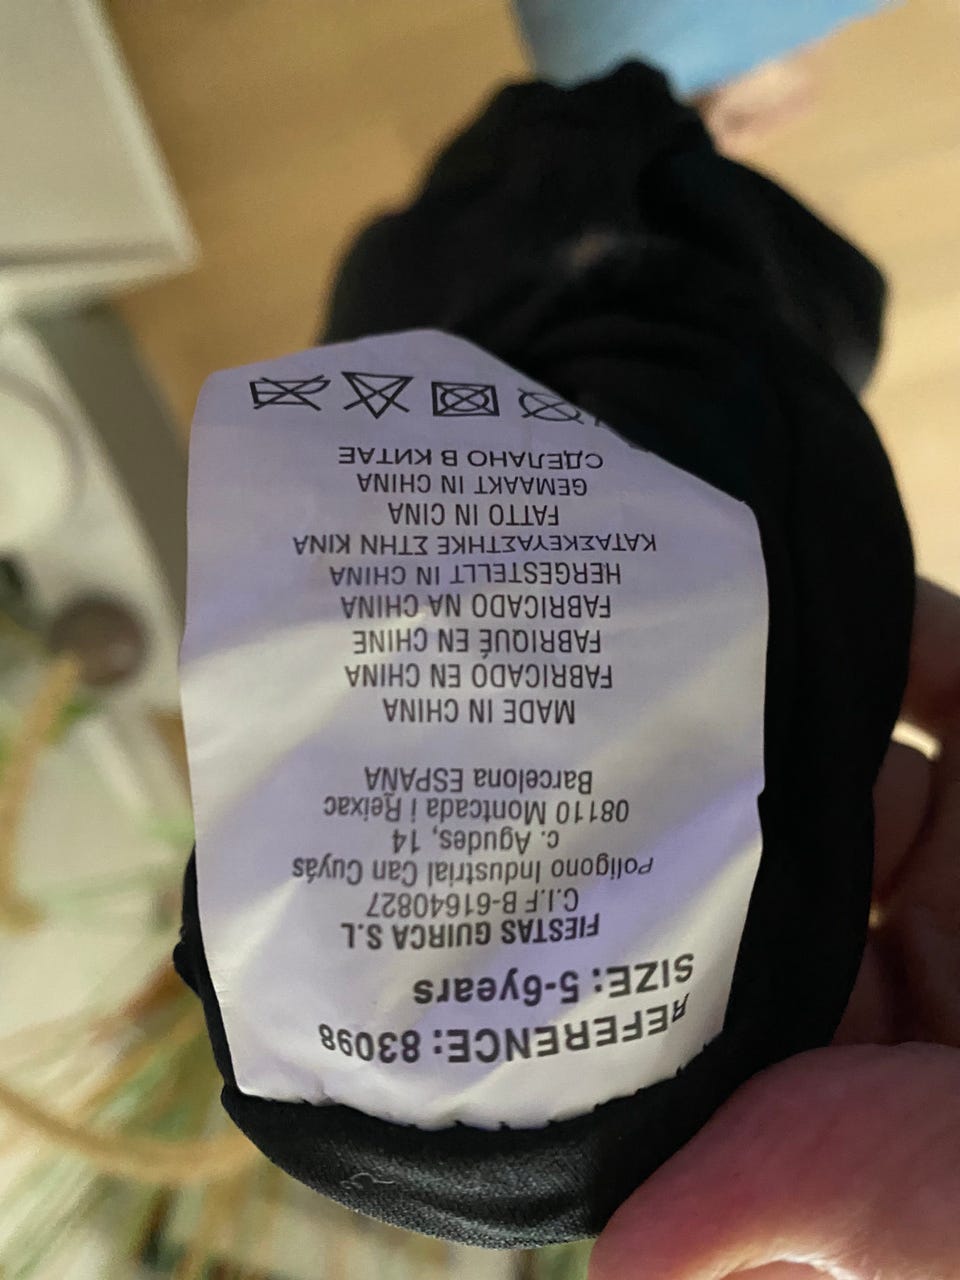 REFERENCE: 83098
SIZE: 5-6years
FIESTAS GUIRCA S.L
C.I.F B-61640827
Polígono Industrial Can Cuyás
c. Agudes, 14
08110 Montcada i Reixac
Barcelona ESPAÑA
MADE IN CHINA
FABRICADO EN CHINA
FABRIQUÉ EN CHINE
FABRICADO NA CHINA
HERGESTELLT IN CHINA
ΚΑΤΑΣΚΕΥΑΣΤΗΚΕ ΣΤΗΝ ΚΙΝΑ
FATTO IN CINA
GEMAAKT IN CHINA
СДЕЛАНО В КИТАЕ